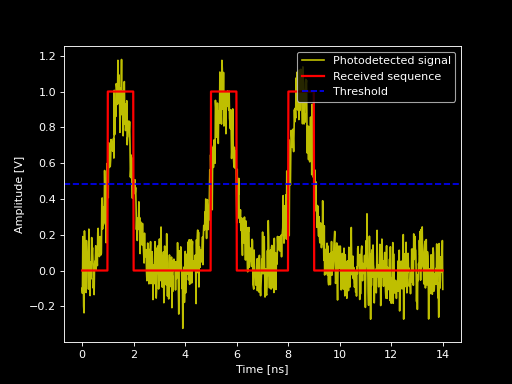 Photodetected signal
Received sequence
Threshold
Amplitude [V]
1.2
1.0
0.8
0.6
0.4
0.2
0.0
−0.2
0 2 4 6 8 10 12 14
Time [ns]